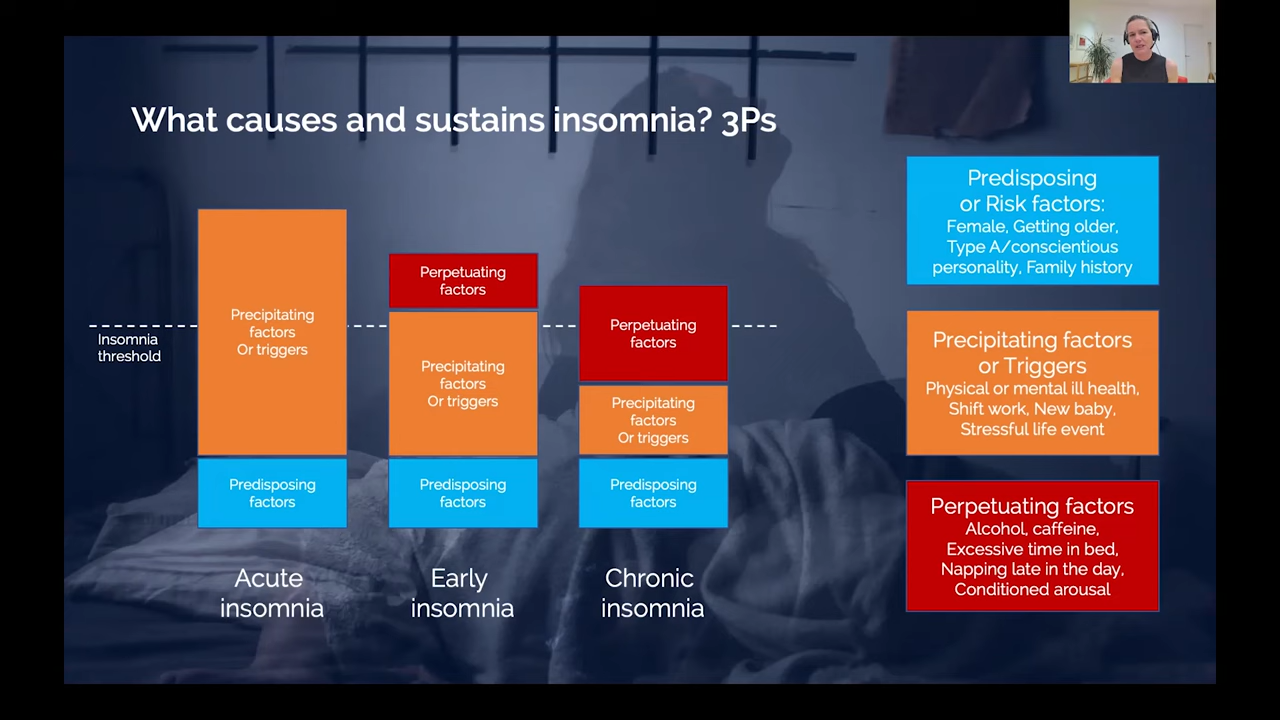 What causes and sustains insomnia? 3Ps
Insomnia
threshold
Precipitating
factors
Or triggers
Predisposing
factors
Acute
insomnia
Perpetuating
factors
Precipitating
factors
Or triggers
Predisposing
factors
Early
insomnia
Perpetuating
factors
Precipitating
factors
Or triggers
Predisposing
factors
Chronic
insomnia
Predisposing
or Risk factors:
Female, Getting older,
Type A/conscientious
personality, Family history
Precipitating factors
or Triggers
Physical or mental ill health,
Shift work, New baby,
Stressful life event
Perpetuating factors
Alcohol, caffeine,
Excessive time in bed,
Napping late in the day,
Conditioned arousal